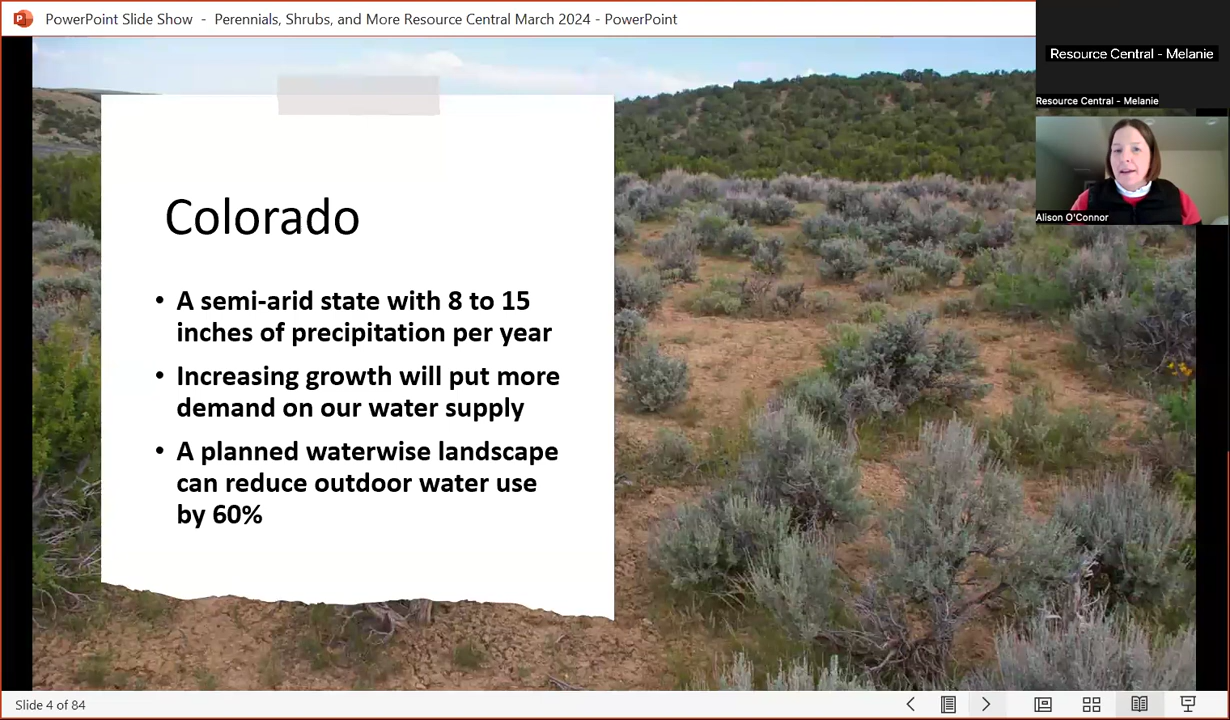 PowerPoint Slide Show - Perennials, Shrubs, and More Resource Central March 2024 - PowerPoint
Resource Central - Melanie
Resource Central - Melanie
Alison O'Connor
Colorado
• A semi-arid state with 8 to 15
inches of precipitation per year
• Increasing growth will put more
demand on our water supply
• A planned waterwise landscape
can reduce outdoor water use
by 60%
Slide 4 of 84